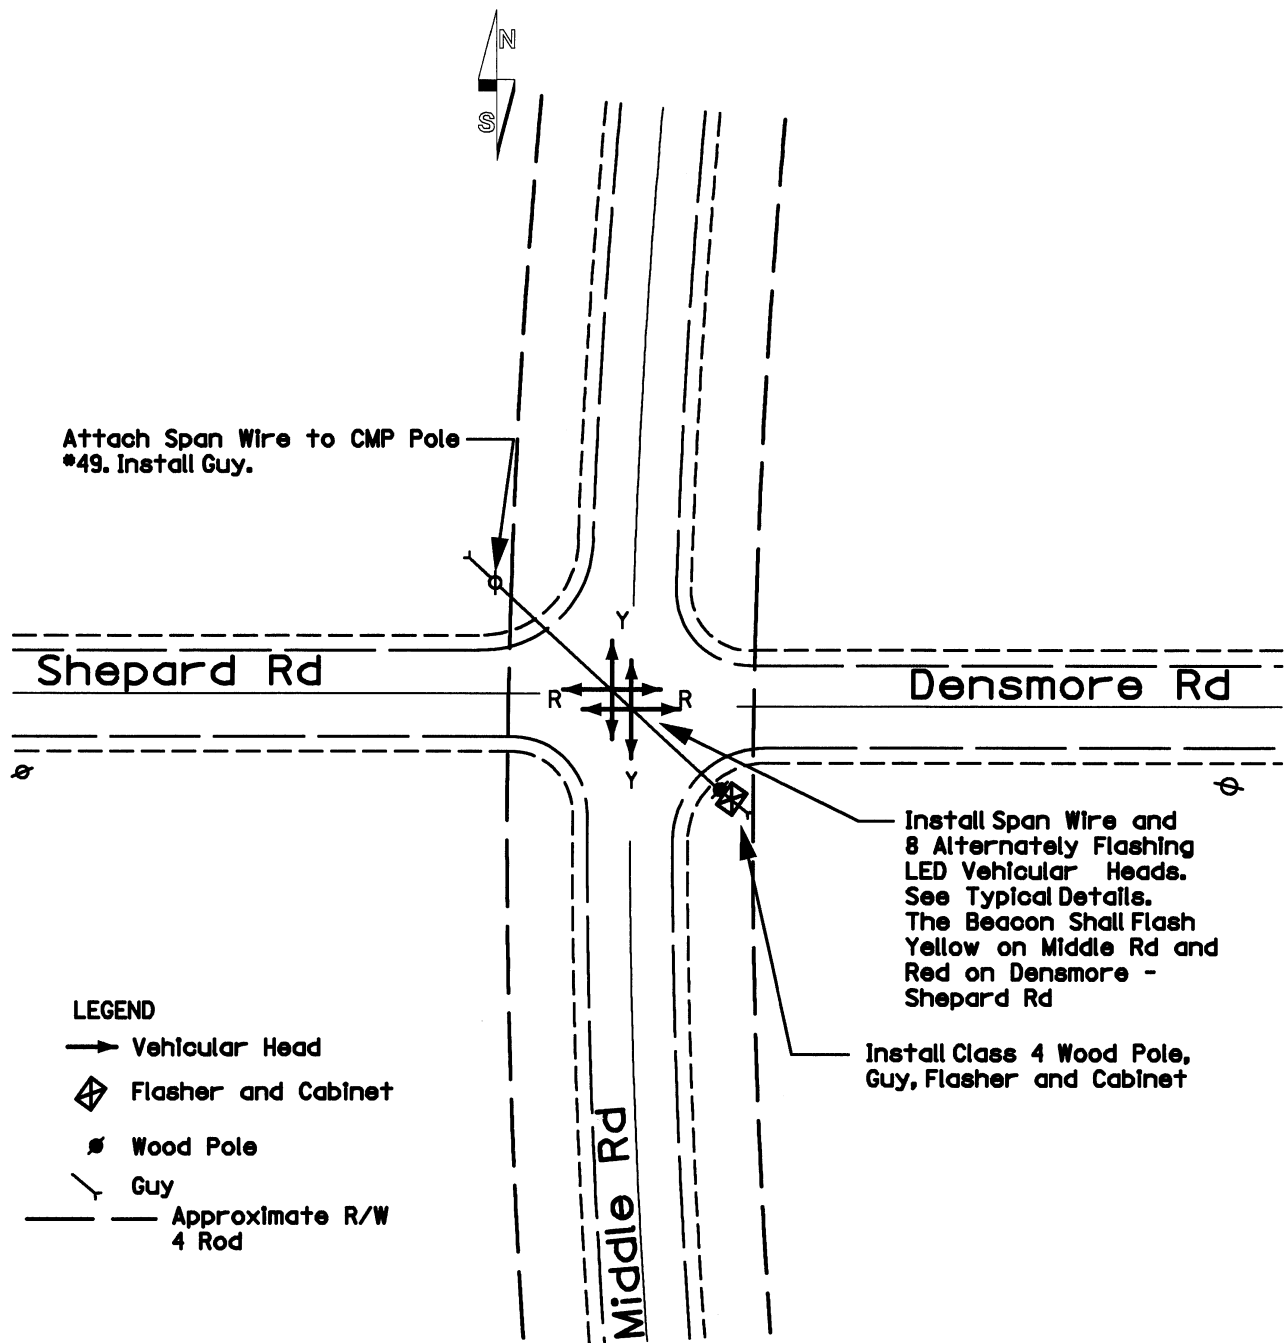 N
S
Attach Span Wire to CMP Pole
#49. Install Guy.
Shepard Rd
Densmore Rd
Y
R
R
Y
Install Span Wire and
8 Alternately Flashing
LED Vehicular Heads.
See Typical Details.
The Beacon Shall Flash
Yellow on Middle Rd and
Red on Densmore -
Shepard Rd
Install Class 4 Wood Pole,
Guy, Flasher and Cabinet
LEGEND
Vehicular Head
Flasher and Cabinet
Wood Pole
Guy
Approximate R/W
4 Rod
Middle Rd